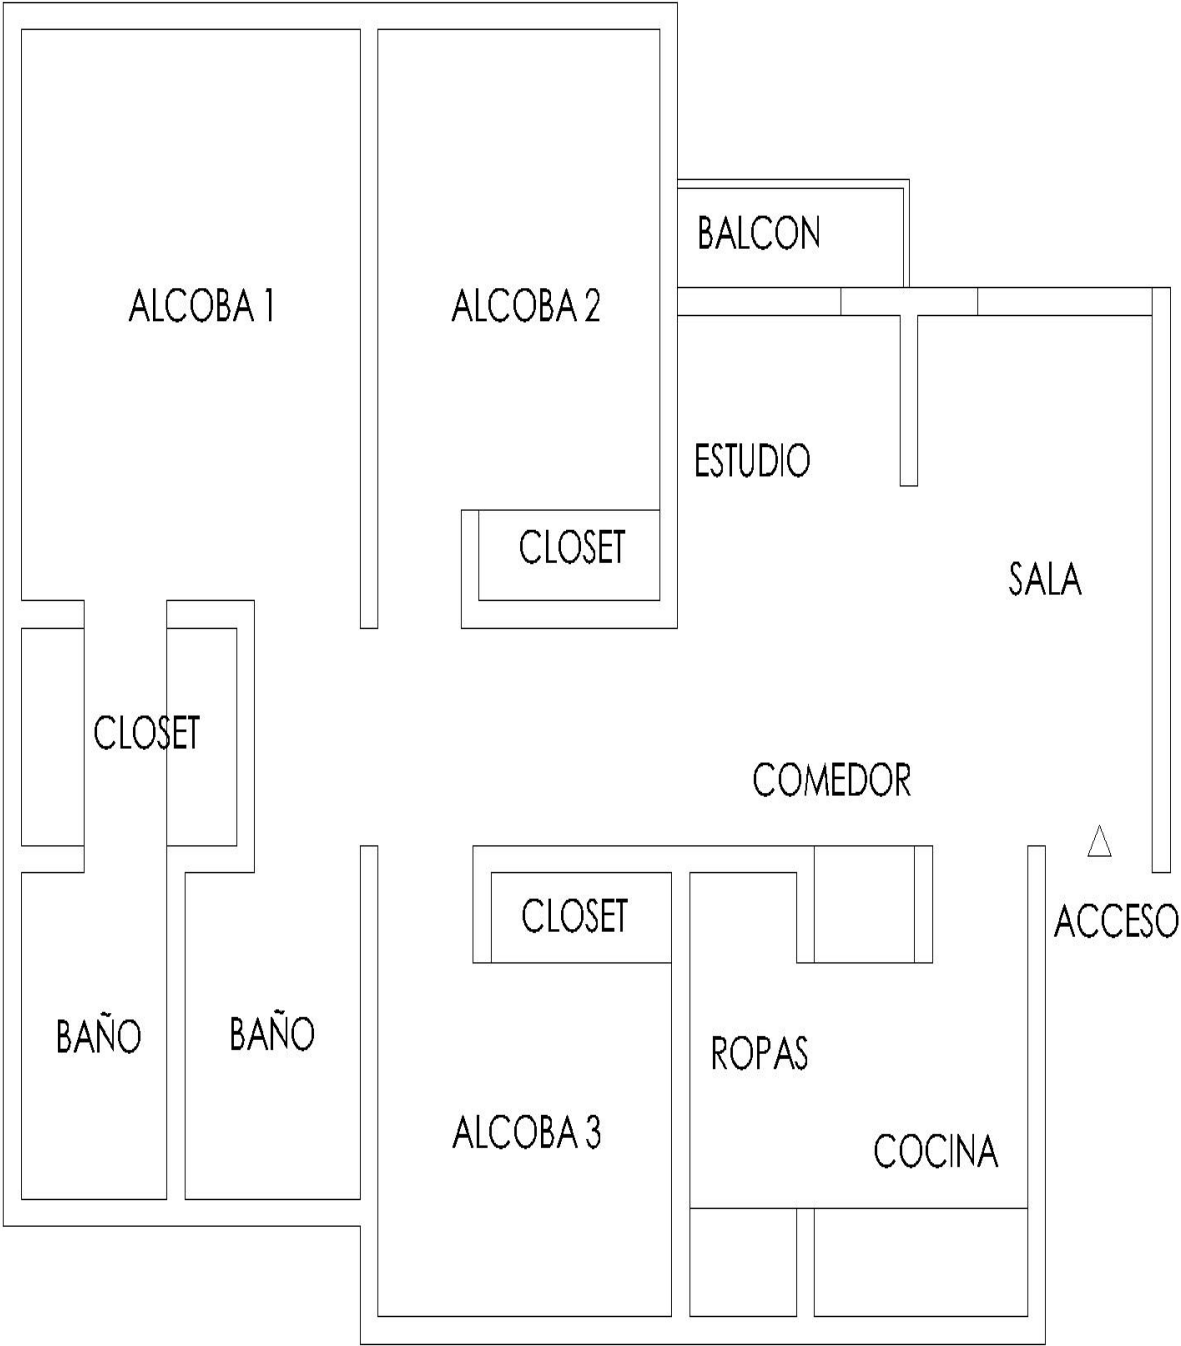 BALCON
ALCOBA 1
ALCOBA 2
ESTUDIO
CLOSET
SALA
CLOSET
COMEDOR
CLOSET
ACCESO
BAÑO
BAÑO
ROPAS
ALCOBA 3
COCINA